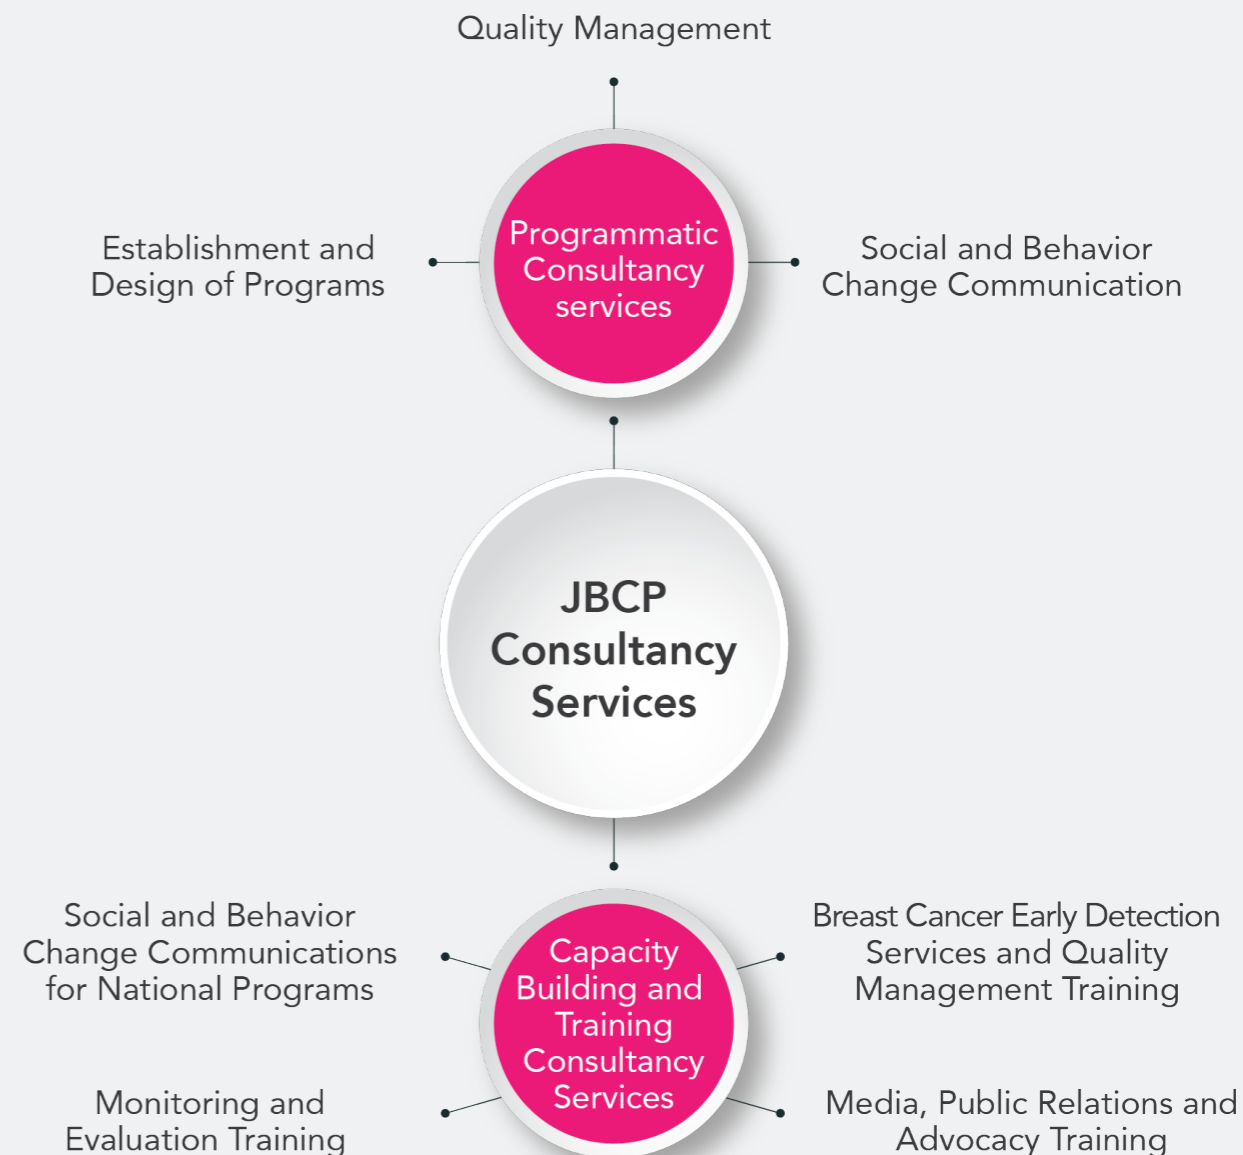 Quality Management
Establishment and
Design of Programs
Programmatic
Consultancy
services
Social and Behavior
Change Communication
JBCP
Consultancy
Services
Social and Behavior
Change Communications
for National Programs
Capacity
Building and
Training
Consultancy
Services
Breast Cancer Early Detection
Services and Quality
Management Training
Monitoring and
Evaluation Training
Media, Public Relations and
Advocacy Training